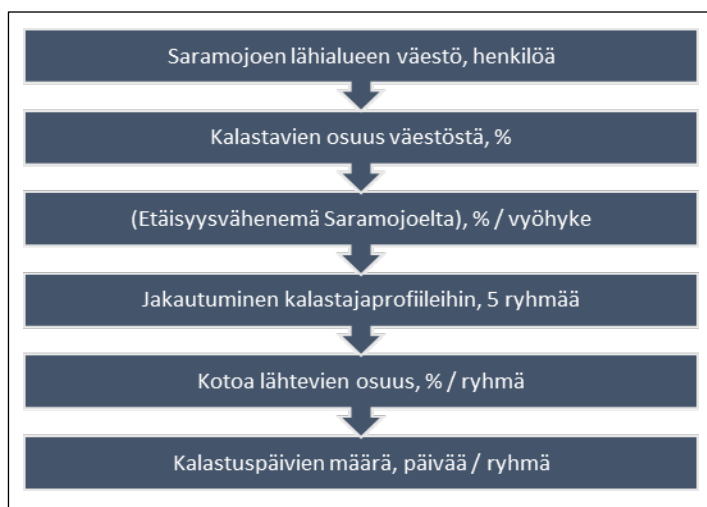 Saramojoen lähialueen väestö, henkilöä
Kalastavien osuus väestöstä, %
(Etäisyysvähenemä Saramojoelta), % / vyöhyke
Jakautuminen kalastajaprofiileihin, 5 ryhmää
Kotoa lähtevien osuus, % / ryhmä
Kalastuspäivien määrä, päivää / ryhmä